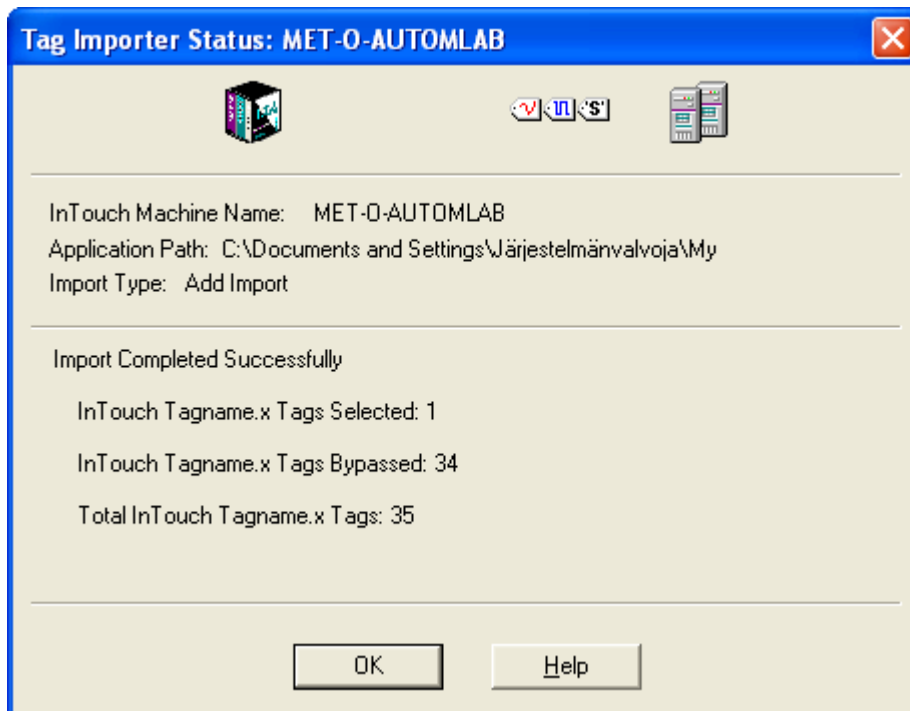 Tag Importer Status: MET-O-AUTOMLAB
InTouch Machine Name: MET-O-AUTOMLAB
Application Path: C:\Documents and Settings\Järjestelmänvalvoja\My
Import Type: Add Import
Import Completed Successfully
InTouch Tagname.x Tags Selected: 1
InTouch Tagname.x Tags Bypassed: 34
Total InTouch Tagname.x Tags: 35
OK
Help